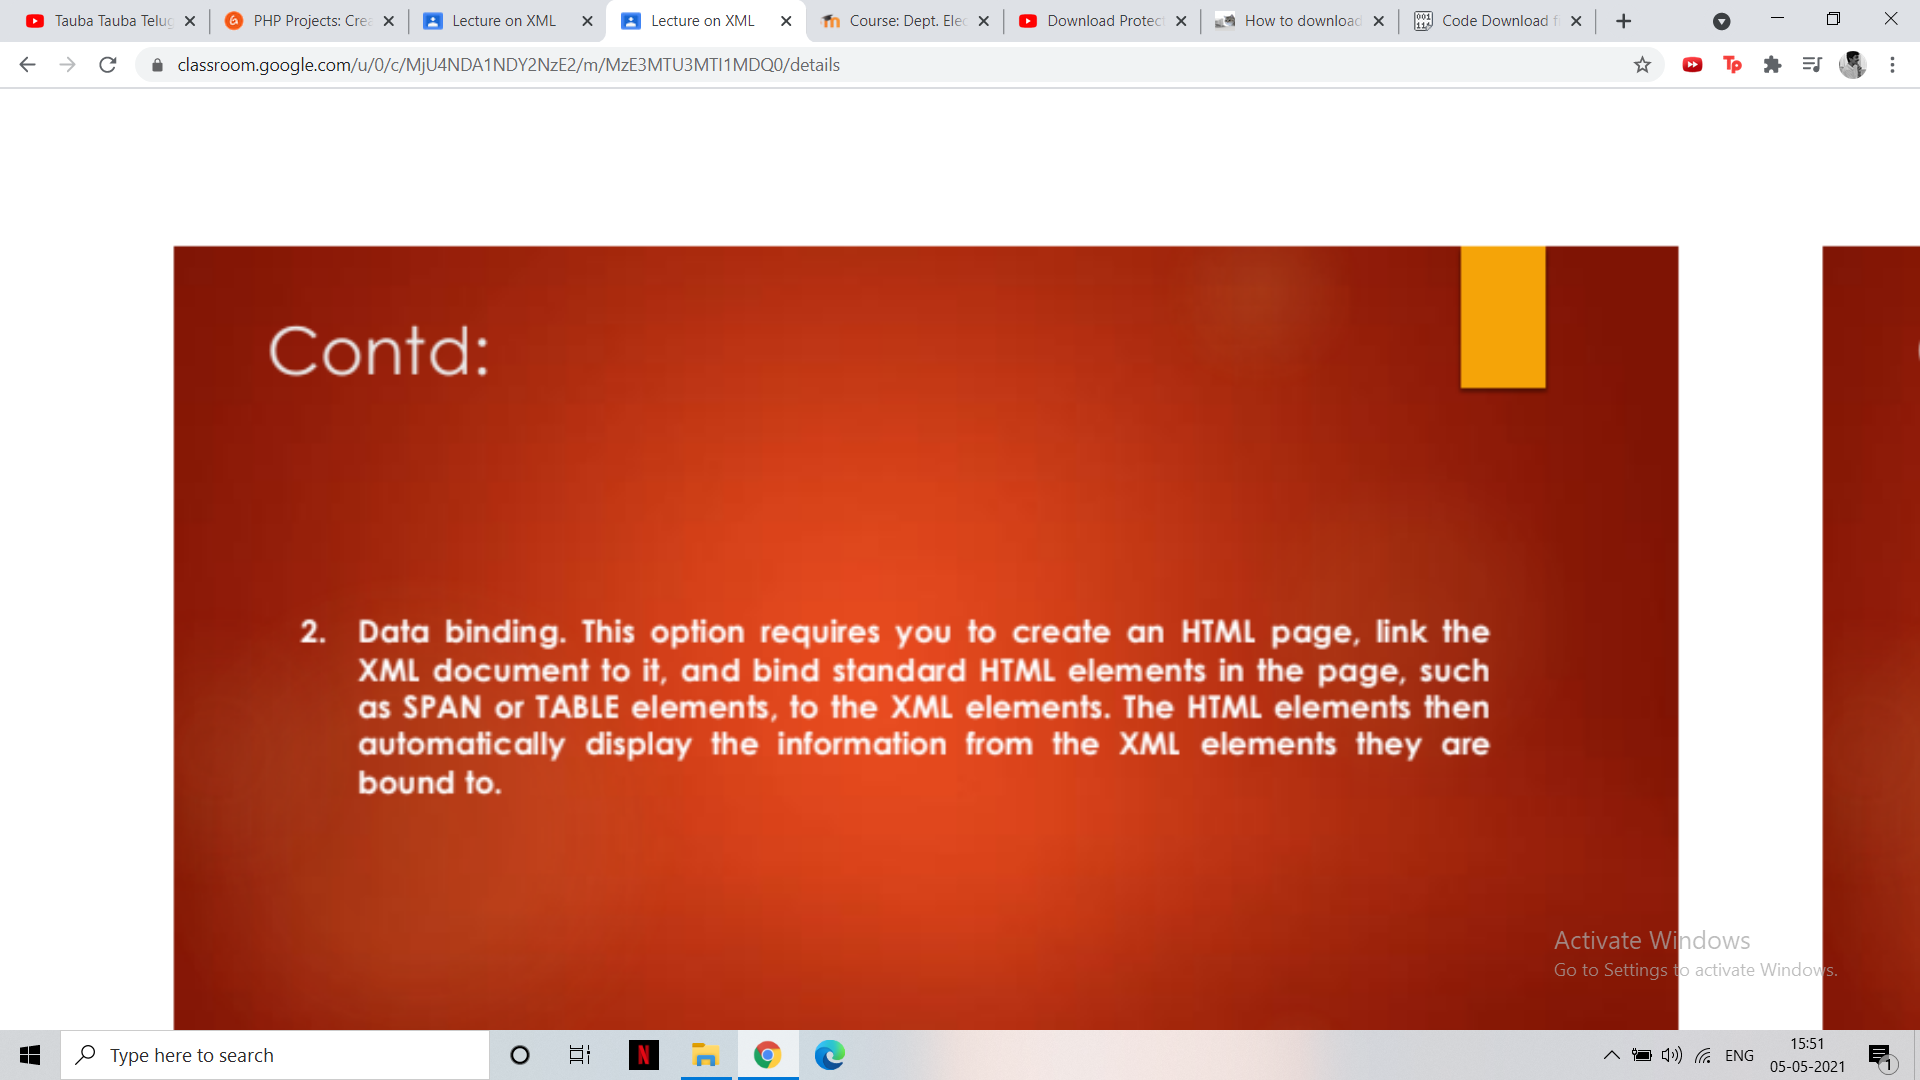 Tauba Tauba Telug
PHP Projects: Crea
Lecture on XML
Lecture on XML
Course: Dept. Elec
Download Protect
How to download
Code Download f
classroom.google.com/u/0/c/MjU4NDA1NDY2NzE2/m/MzE3MTU3MTI1MDQ0/details
Contd:
2. Data binding. This option requires you to create an HTML page, link the
XML document to it, and bind standard HTML elements in the page, such
as SPAN or TABLE elements, to the XML elements. The HTML elements then
automatically display the information from the XML elements they are
bound to.
Activate Windows
Go to Settings to activate Windows.
Type here to search
ENG
15:51
05-05-2021
1